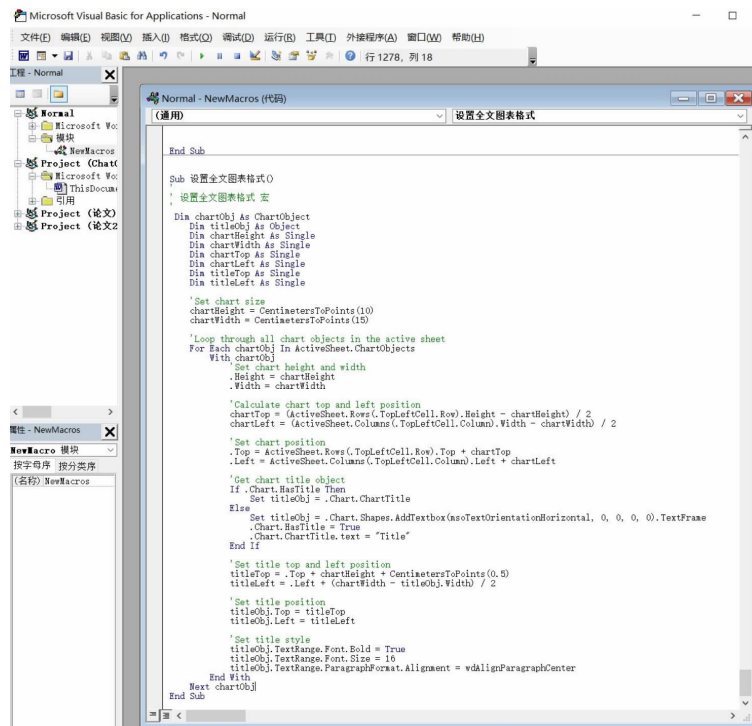 Microsoft Visual Basic for Applications - Normal
文件(F) 编辑(E) 视图(V) 插入(I) 格式(O) 调试(D) 运行(R) 工具(T) 外接程序(A) 窗口(W) 帮助(H)
行 1278, 列 18
工程 - Normal
Normal
Microsoft Wo
模块
NewMacros
Project (Chat
Microsoft Wo
ThisDocume
引用
Project (论文)
Project (论文2
属性 - NewMacros
NewMacro 模块
按字母序 按分类序
(名称) NewMacros
Normal - NewMacros (代码)
(通用) 设置全文图表格式
End Sub
Sub 设置全文图表格式()
'
' 设置全文图表格式 宏
'
Dim chartObj As ChartObject
Dim titleObj As Object
Dim chartHeight As Single
Dim chartWidth As Single
Dim chartTop As Single
Dim chartLeft As Single
Dim titleTop As Single
Dim titleLeft As Single
'Set chart size
chartHeight = CentimetersToPoints(10)
chartWidth = CentimetersToPoints(15)
'Loop through all chart objects in the active sheet
For Each chartObj In ActiveSheet.ChartObjects
With chartObj
'Set chart height and width
.Height = chartHeight
.Width = chartWidth
'Calculate chart top and left position
chartTop = (ActiveSheet.Rows(.TopLeftCell.Row).Height - chartHeight) / 2
chartLeft = (ActiveSheet.Columns(.TopLeftCell.Column).Width - chartWidth) / 2
'Set chart position
.Top = ActiveSheet.Rows(.TopLeftCell.Row).Top + chartTop
.Left = ActiveSheet.Columns(.TopLeftCell.Column).Left + chartLeft
'Get chart title object
If .Chart.HasTitle Then
Set titleObj = .Chart.ChartTitle
Else
Set titleObj = .Chart.Shapes.AddTextbox(msoTextOrientationHorizontal, 0, 0, 0, 0).TextFrame
.Chart.HasTitle = True
.Chart.ChartTitle.text = "Title"
End If
'Set title top and left position
titleTop = .Top + chartHeight + CentimetersToPoints(0.5)
titleLeft = .Left + (chartWidth - titleObj.Width) / 2
'Set title position
titleObj.Top = titleTop
titleObj.Left = titleLeft
'Set title style
titleObj.TextRange.Font.Bold = True
titleObj.TextRange.Font.Size = 16
titleObj.TextRange.ParagraphFormat.Alignment = wdAlignParagraphCenter
End With
Next chartObj
End Sub